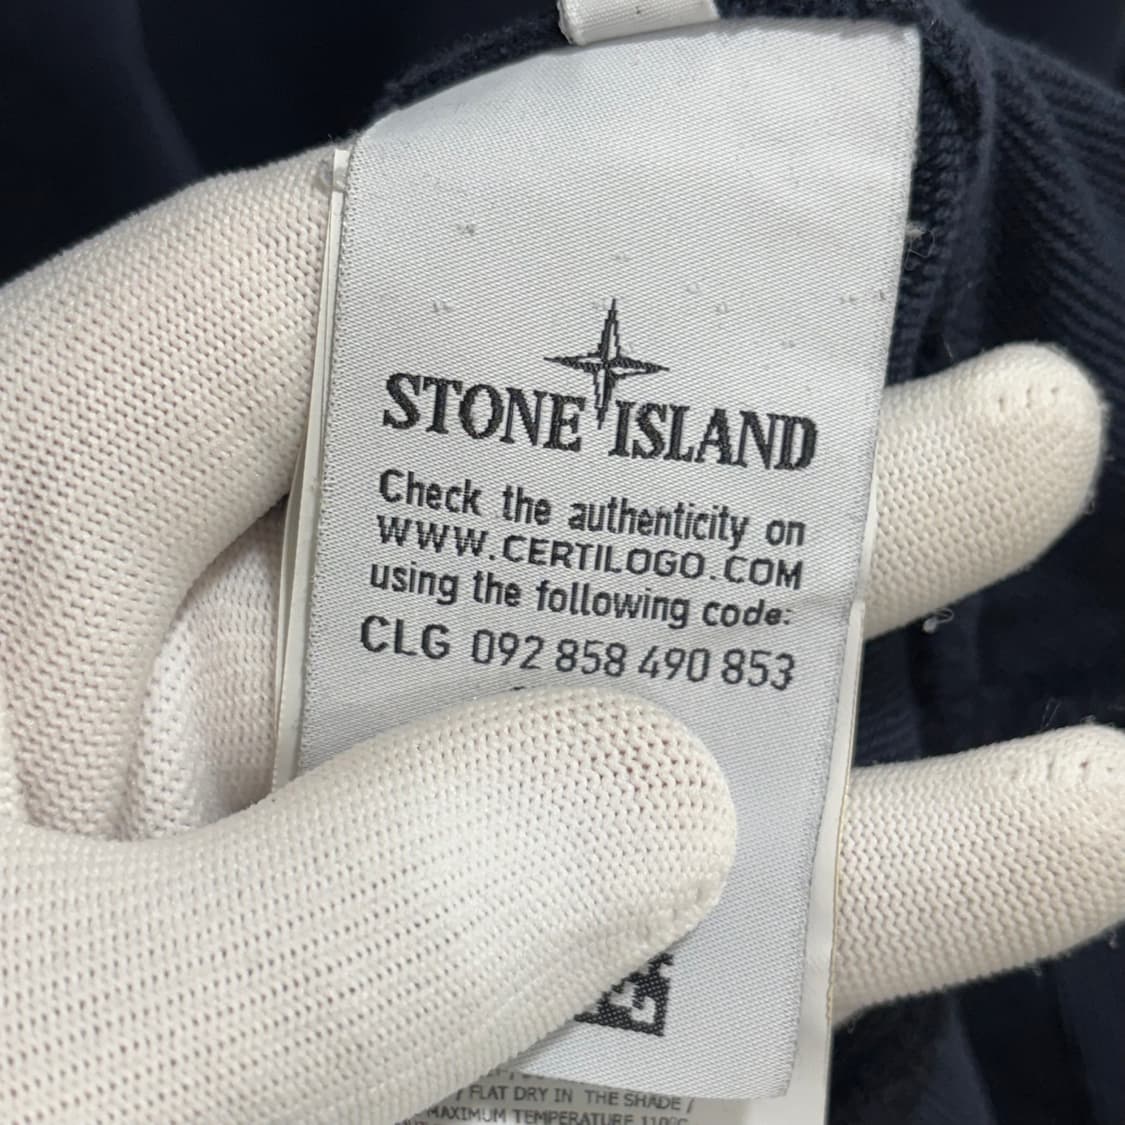 STONE ISLAND
Check the authenticity on
WWW.CERTILOGO.COM
using the following code:
CLG 092 858 490 853
/ FLAT DRY IN THE SHADE /
MAXIMUM TEMPERATURE 110°C